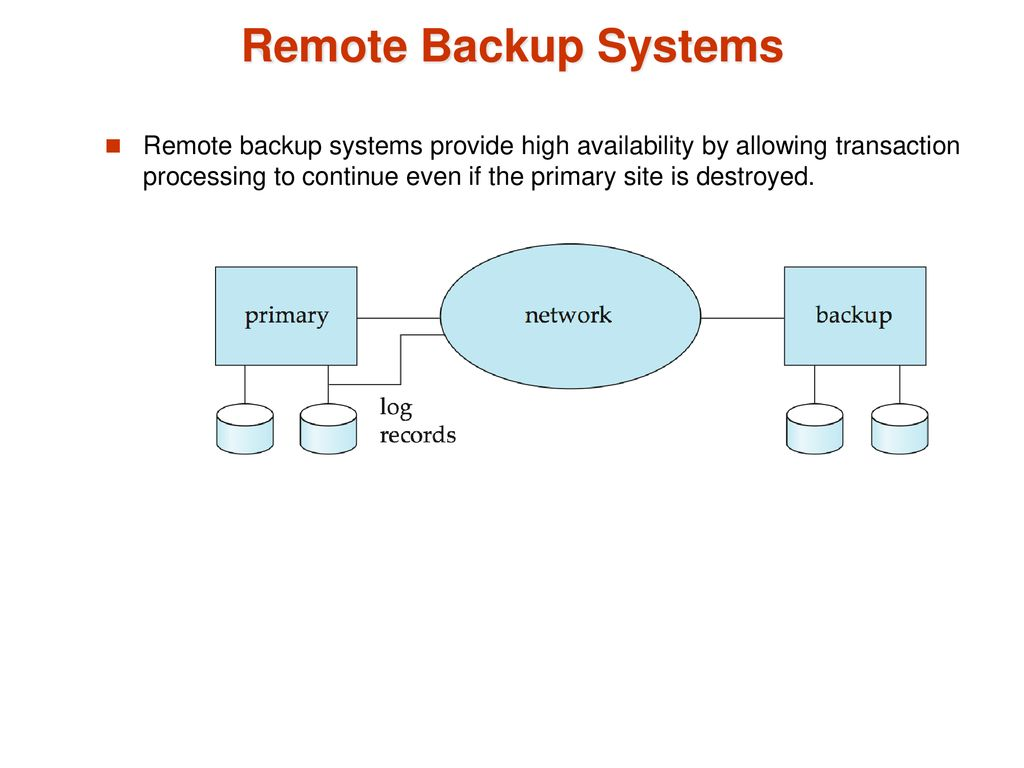 Remote Backup Systems
Remote backup systems provide high availability by allowing transaction
processing to continue even if the primary site is destroyed.
primary
network
backup
log
records